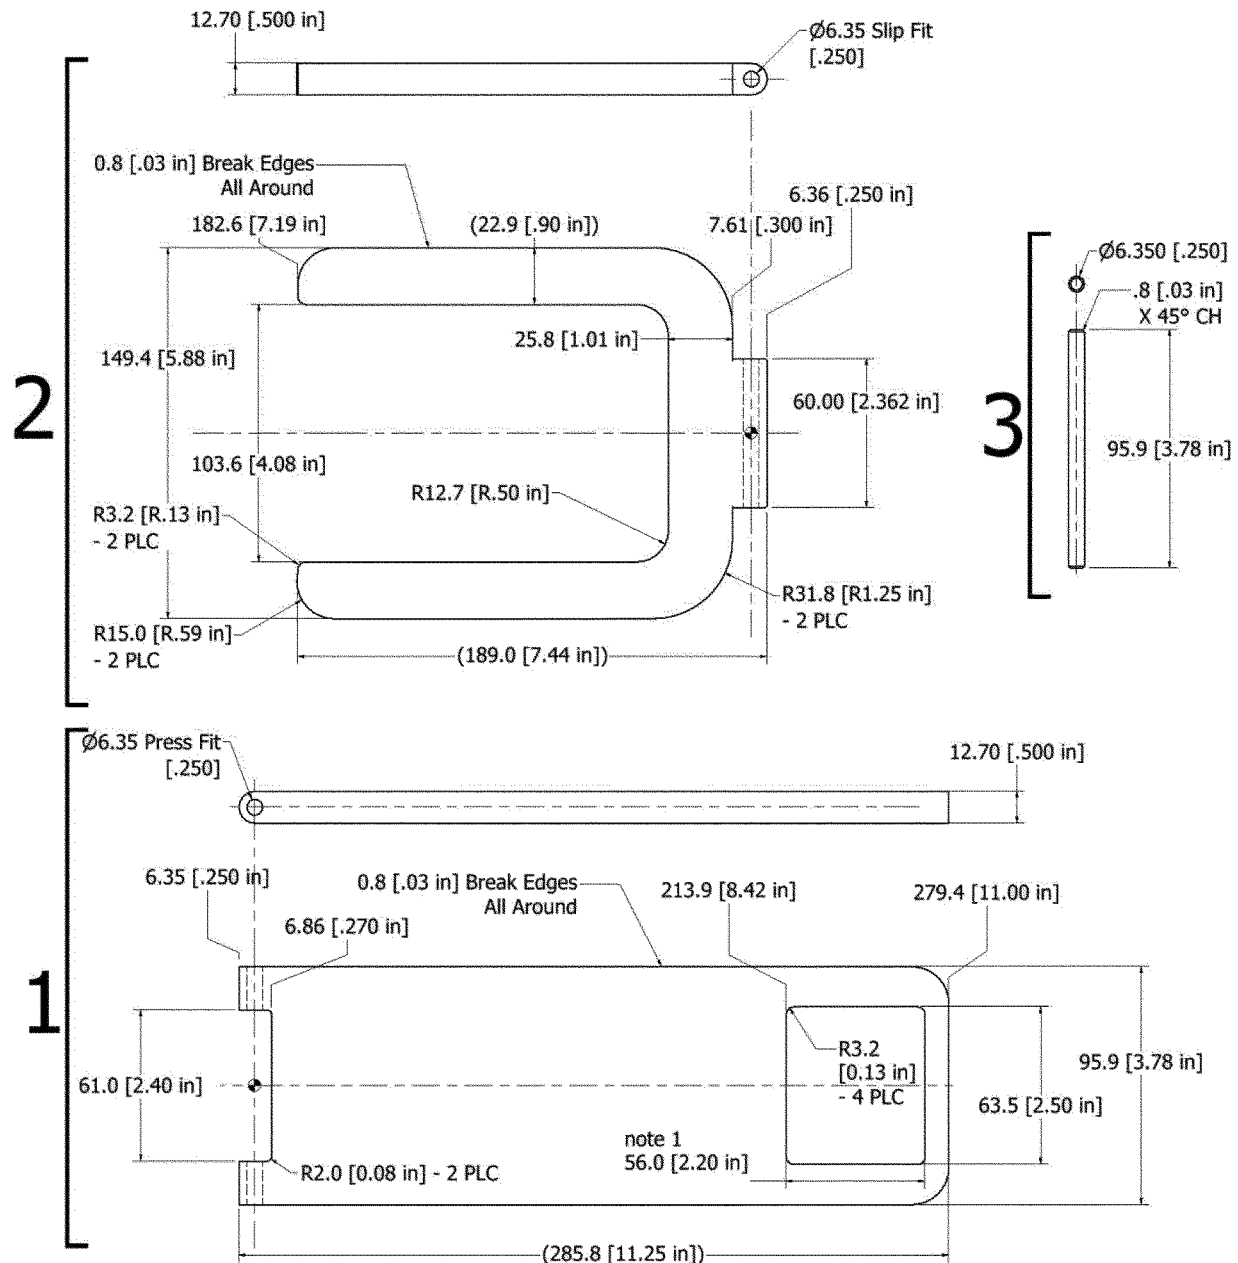 12.70 [.500 in]
Ø6.35 Slip Fit
[.250]
0.8 [.03 in] Break Edges
All Around
182.6 [7.19 in]
(22.9 [.90 in])
7.61 [.300 in]
6.36 [.250 in]
149.4 [5.88 in]
25.8 [1.01 in]
60.00 [2.362 in]
2
103.6 [4.08 in]
R12.7 [R.50 in]
R3.2 [R.13 in]
- 2 PLC
R15.0 [R.59 in]
- 2 PLC
R31.8 [R1.25 in]
- 2 PLC
(189.0 [7.44 in])
3
Ø6.350 [.250]
.8 [.03 in]
X 45° CH
95.9 [3.78 in]
1
Ø6.35 Press Fit
[.250]
12.70 [.500 in]
6.35 [.250 in]
0.8 [.03 in] Break Edges
All Around
213.9 [8.42 in]
279.4 [11.00 in]
6.86 [.270 in]
61.0 [2.40 in]
R3.2
[0.13 in]
- 4 PLC
95.9 [3.78 in]
63.5 [2.50 in]
note 1
56.0 [2.20 in]
R2.0 [0.08 in] - 2 PLC
(285.8 [11.25 in])